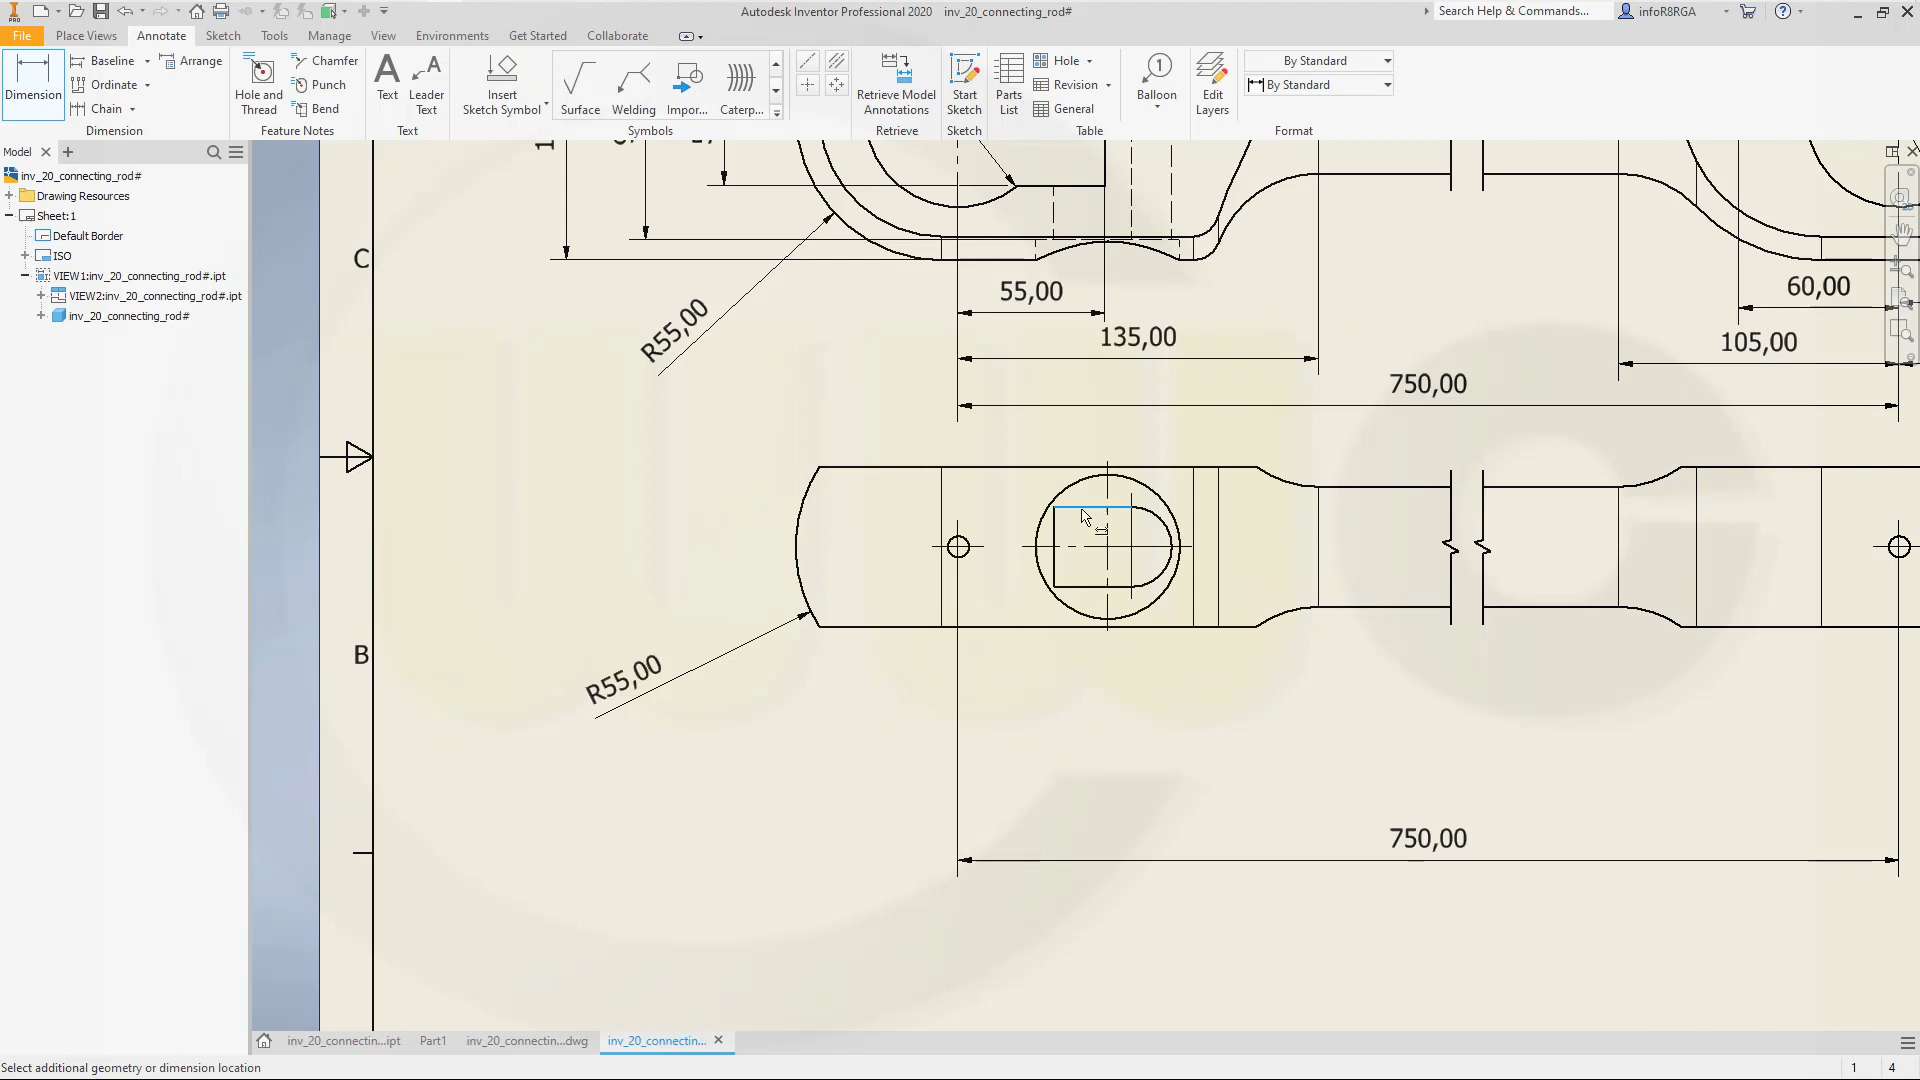 Autodesk Inventor Professional 2020 inv_20_connecting_rod#
Search Help & Commands...
infoR8RGA
PRO
File
Place Views
Annotate
Sketch
Tools
Manage
View
Environments
Get Started
Collaborate
Dimension
Baseline
Arrange
Ordinate
Chain
Dimension
Hole and
Thread
Chamfer
Punch
Bend
Feature Notes
Text
Leader
Text
Text
Insert
Sketch Symbol
Surface
Welding
Impor...
Caterp...
Symbols
Retrieve Model
Annotations
Retrieve
Start
Sketch
Sketch
Parts
List
Hole
Revision
General
Table
Balloon
Edit
Layers
By Standard
By Standard
Format
Model
inv_20_connecting_rod#
Drawing Resources
Sheet:1
Default Border
ISO
VIEW1:inv_20_connecting_rod#.ipt
VIEW2:inv_20_connecting_rod#.ipt
inv_20_connecting_rod#
C
B
R55,00
55,00
135,00
750,00
60,00
105,00
R55,00
750,00
inv_20_connectin...ipt
Part1
inv_20_connectin...dwg
inv_20_connectin...
Select additional geometry or dimension location
1
4